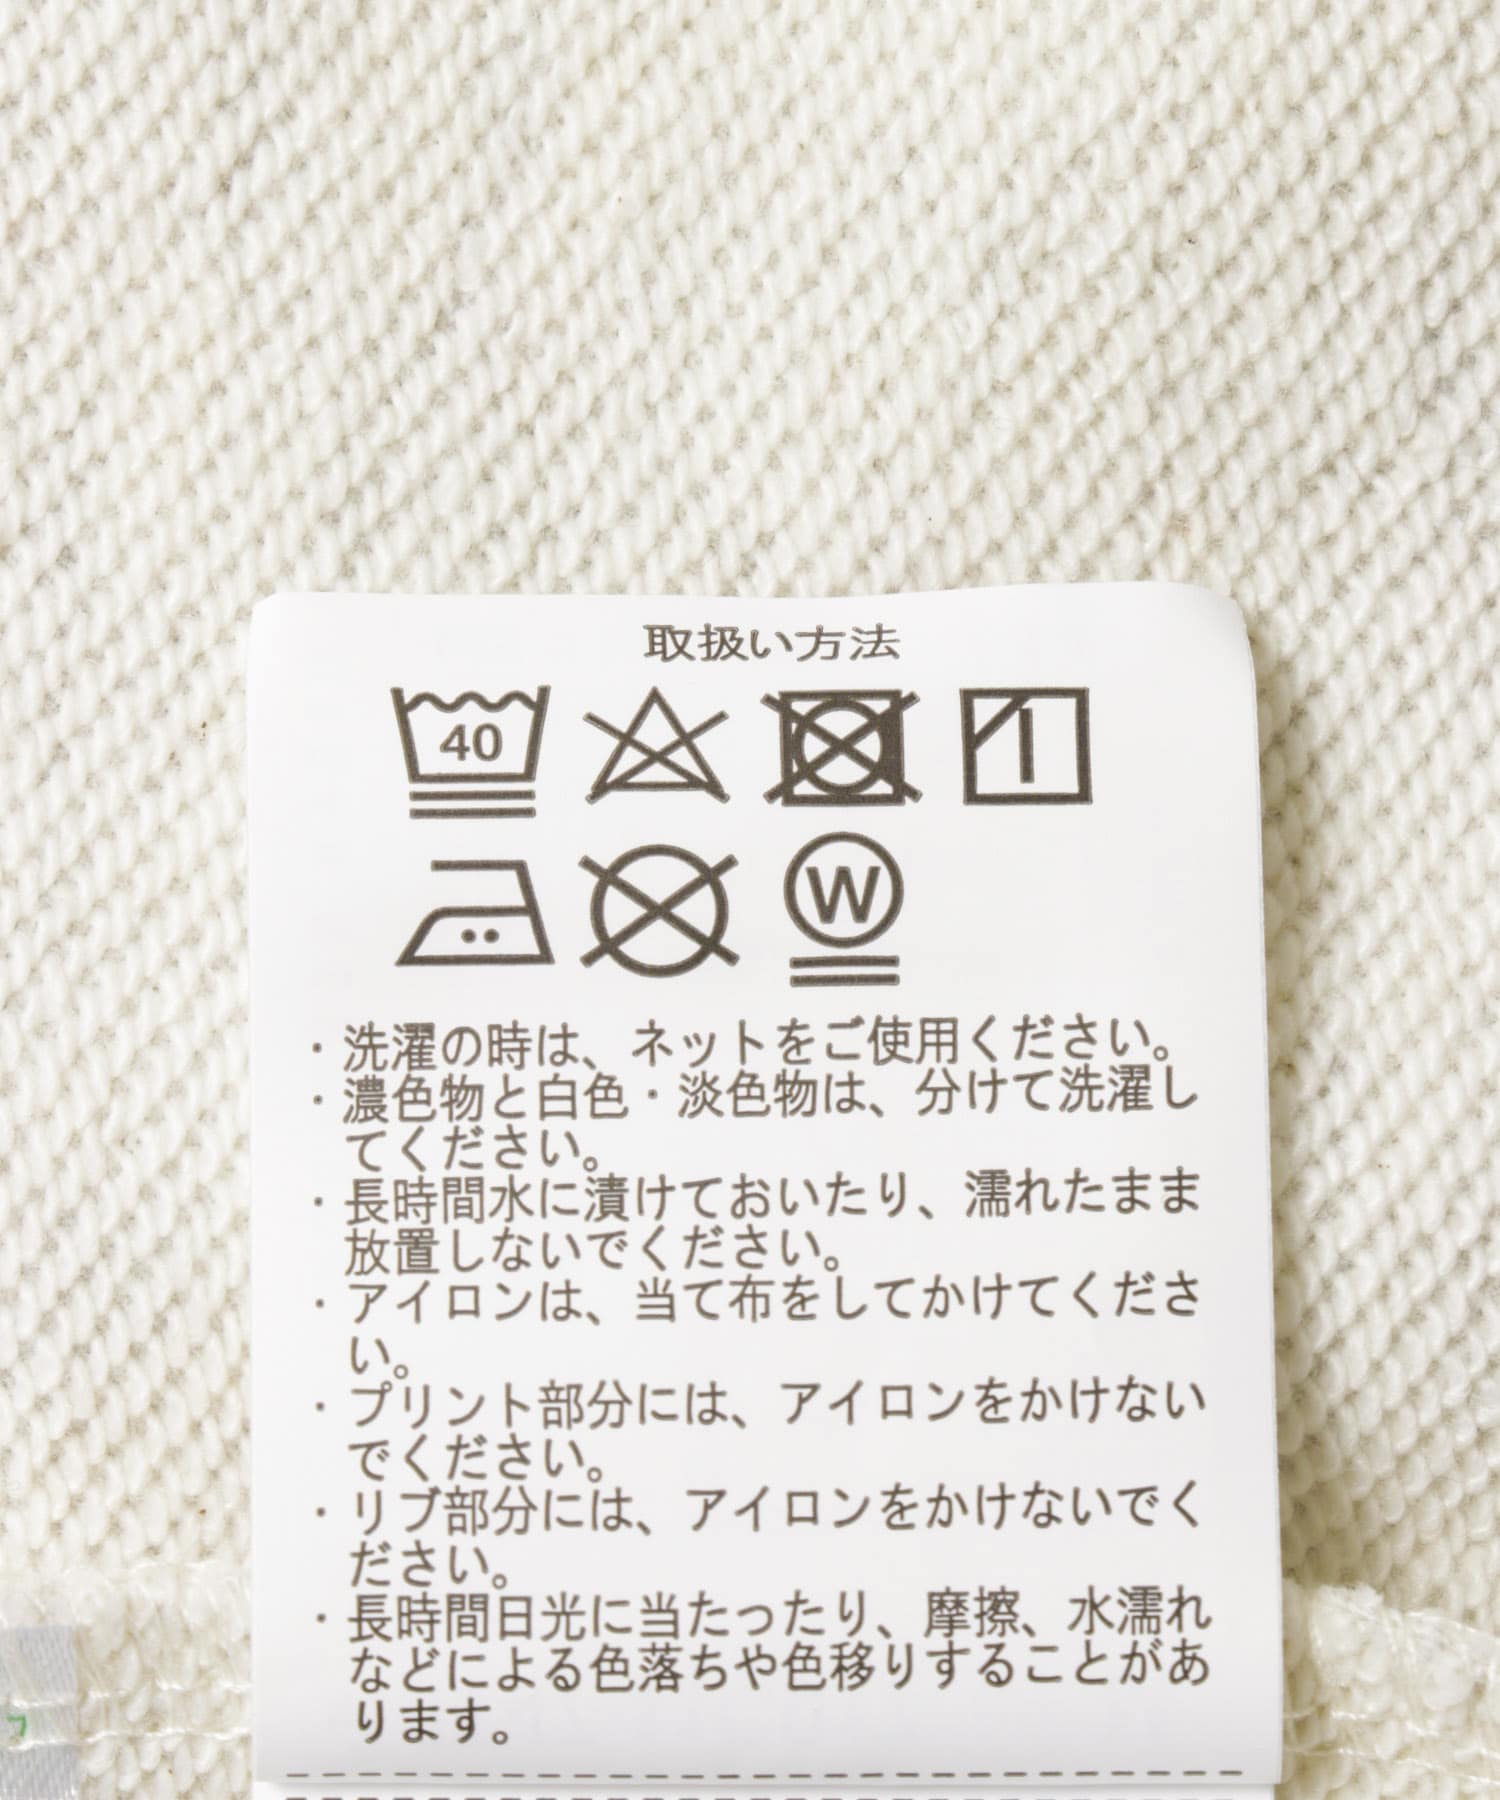 取扱い方法
40
W
・洗濯の時は、ネットをご使用ください。
・濃色物と白色・淡色物は、分けて洗濯し
てください。
・長時間水に漬けておいたり、濡れたまま
放置しないでください。
・アイロンは、当て布をしてかけてくださ
い。
・プリント部分には、アイロンをかけない
でください。
・リブ部分には、アイロンをかけないでく
ださい。
・長時間日光に当たったり、摩擦、水濡れ
などによる色落ちや色移りすることがあ
ります。